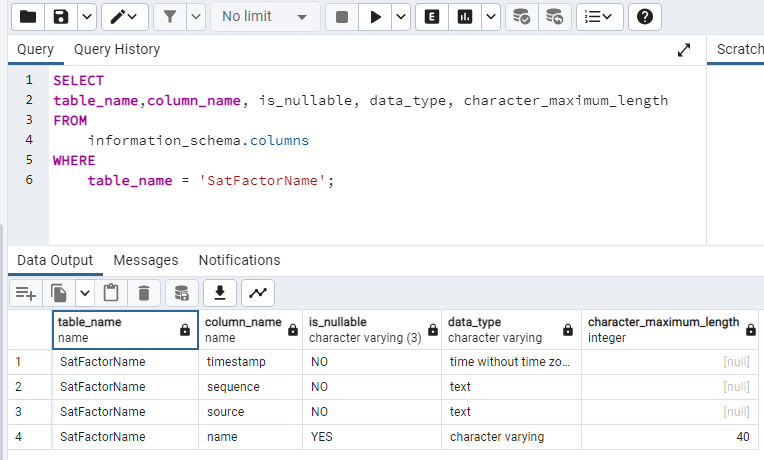 No limit
E
Query Query History Scratch
1 SELECT
2 table_name,column_name, is_nullable, data_type, character_maximum_length
3 FROM
4 information_schema.columns
5 WHERE
6 table_name = 'SatFactorName';
Data Output Messages Notifications
table_name column_name is_nullable data_type character_maximum_length
name name character varying (3) character varying integer
1 SatFactorName timestamp NO time without time zo... [null]
2 SatFactorName sequence NO text [null]
3 SatFactorName source NO text [null]
4 SatFactorName name YES character varying 40